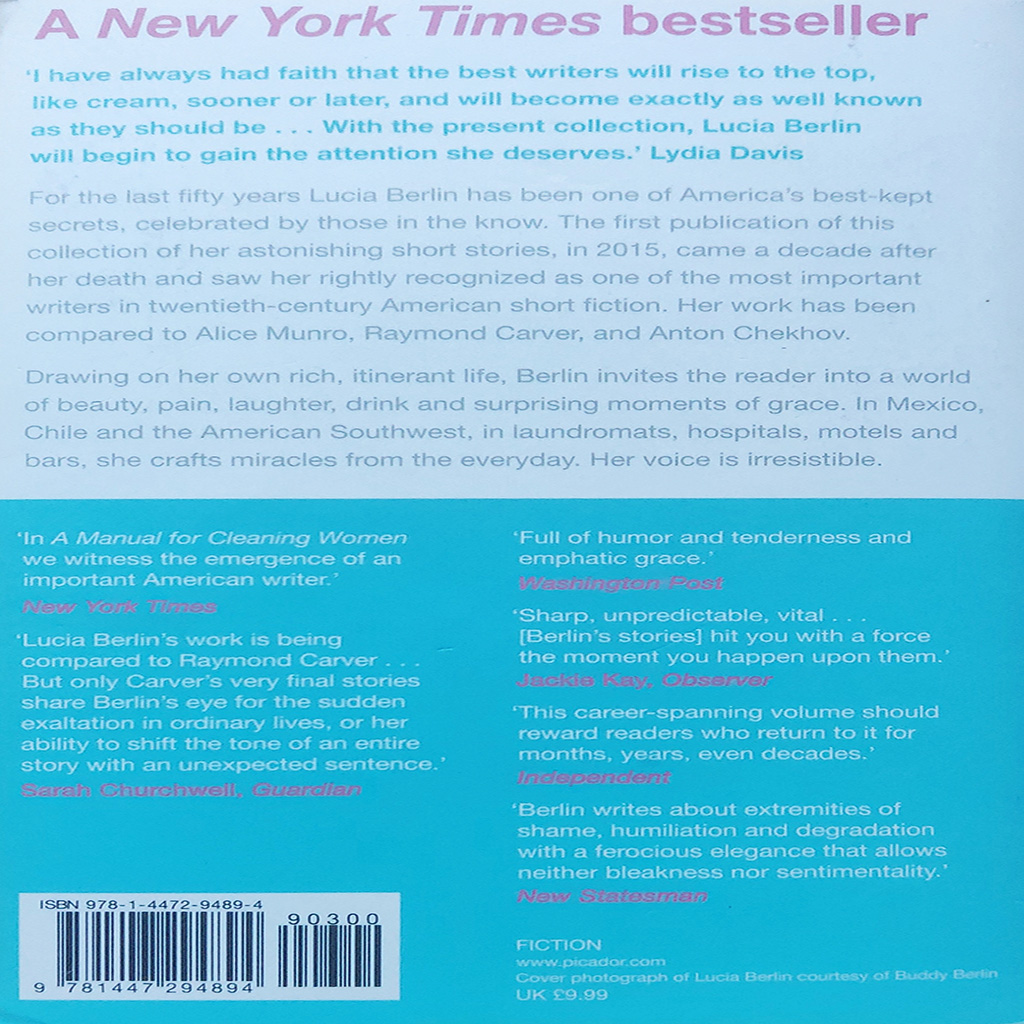 A New York Times bestseller
‘I have always had faith that the best writers will rise to the top,
like cream, sooner or later, and will become exactly as well known
as they should be . . . With the present collection, Lucia Berlin
will begin to gain the attention she deserves.’ Lydia Davis
For the last fifty years Lucia Berlin has been one of America’s best-kept
secrets, celebrated by those in the know. The first publication of this
collection of her astonishing short stories, in 2015, came a decade after
her death and saw her rightly recognized as one of the most important
writers in twentieth-century American short fiction. Her work has been
compared to Alice Munro, Raymond Carver, and Anton Chekhov.
Drawing on her own rich, itinerant life, Berlin invites the reader into a world
of beauty, pain, laughter, drink and surprising moments of grace. In Mexico,
Chile and the American Southwest, in laundromats, hospitals, motels and
bars, she crafts miracles from the everyday. Her voice is irresistible.
‘In A Manual for Cleaning Women
we witness the emergence of an
important American writer.’
New York Times
‘Lucia Berlin’s work is being
compared to Raymond Carver . . .
But only Carver’s very final stories
share Berlin’s eye for the sudden
exaltation in ordinary lives, or her
ability to shift the tone of an entire
story with an unexpected sentence.’
Sarah Churchwell, Guardian
‘Full of humor and tenderness and
emphatic grace.’
Washington Post
‘Sharp, unpredictable, vital . . .
[Berlin’s stories] hit you with a force
the moment you happen upon them.’
Jackie Kay, Observer
‘This career-spanning volume should
reward readers who return to it for
months, years, even decades.’
Independent
‘Berlin writes about extremities of
shame, humiliation and degradation
with a ferocious elegance that allows
neither bleakness nor sentimentality.’
New Statesman
ISBN 978-1-4472-9489-4
90300
9 781447 294894
FICTION
www.picador.com
Cover photograph of Lucia Berlin courtesy of Buddy Berlin
UK £9.99